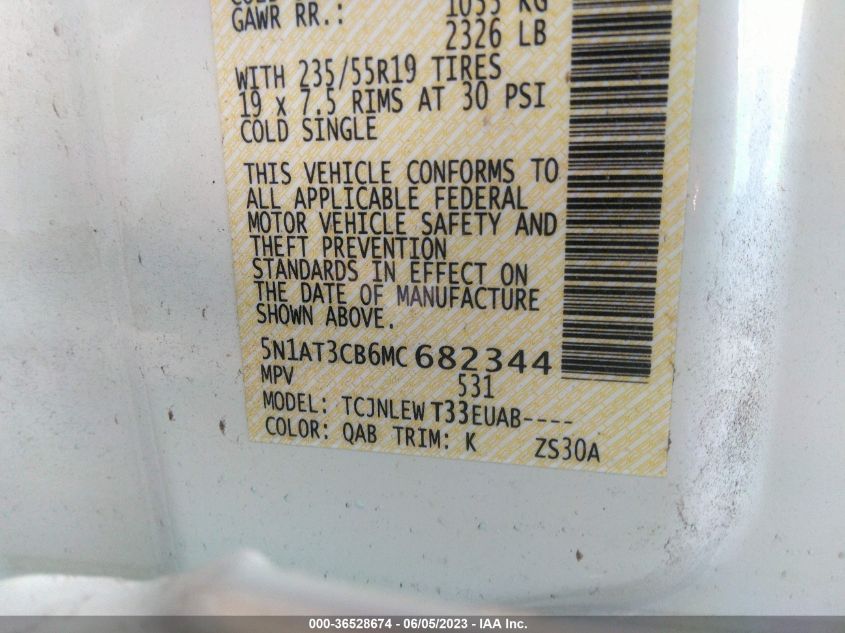 GAWR RR.: 1055 KG
2326 LB
WITH 235/55R19 TIRES
19 x 7.5 RIMS AT 30 PSI
COLD SINGLE
THIS VEHICLE CONFORMS TO
ALL APPLICABLE FEDERAL
MOTOR VEHICLE SAFETY AND
THEFT PREVENTION
STANDARDS IN EFFECT ON
THE DATE OF MANUFACTURE
SHOWN ABOVE.
5N1AT3CB6MC 682344
MPV 531
MODEL: TCJNLEW T33EUAB----
COLOR: QAB TRIM: K ZS30A
000-36528674 / 06/05/2023 - IAA Inc.